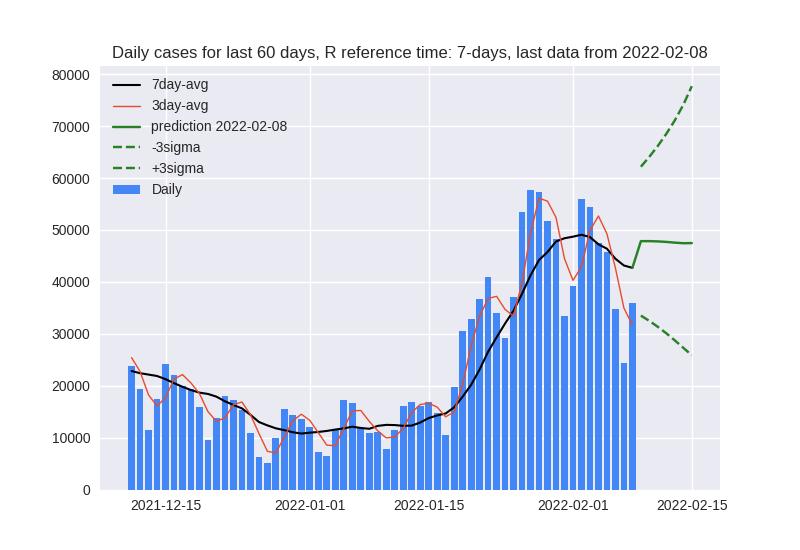 Daily cases for last 60 days, R reference time: 7-days, last data from 2022-02-08
80000
70000
60000
50000
40000
30000
20000
10000
0
7day-avg
3day-avg
prediction 2022-02-08
-3sigma
+3sigma
Daily
2021-12-15
2022-01-01
2022-01-15
2022-02-01
2022-02-15